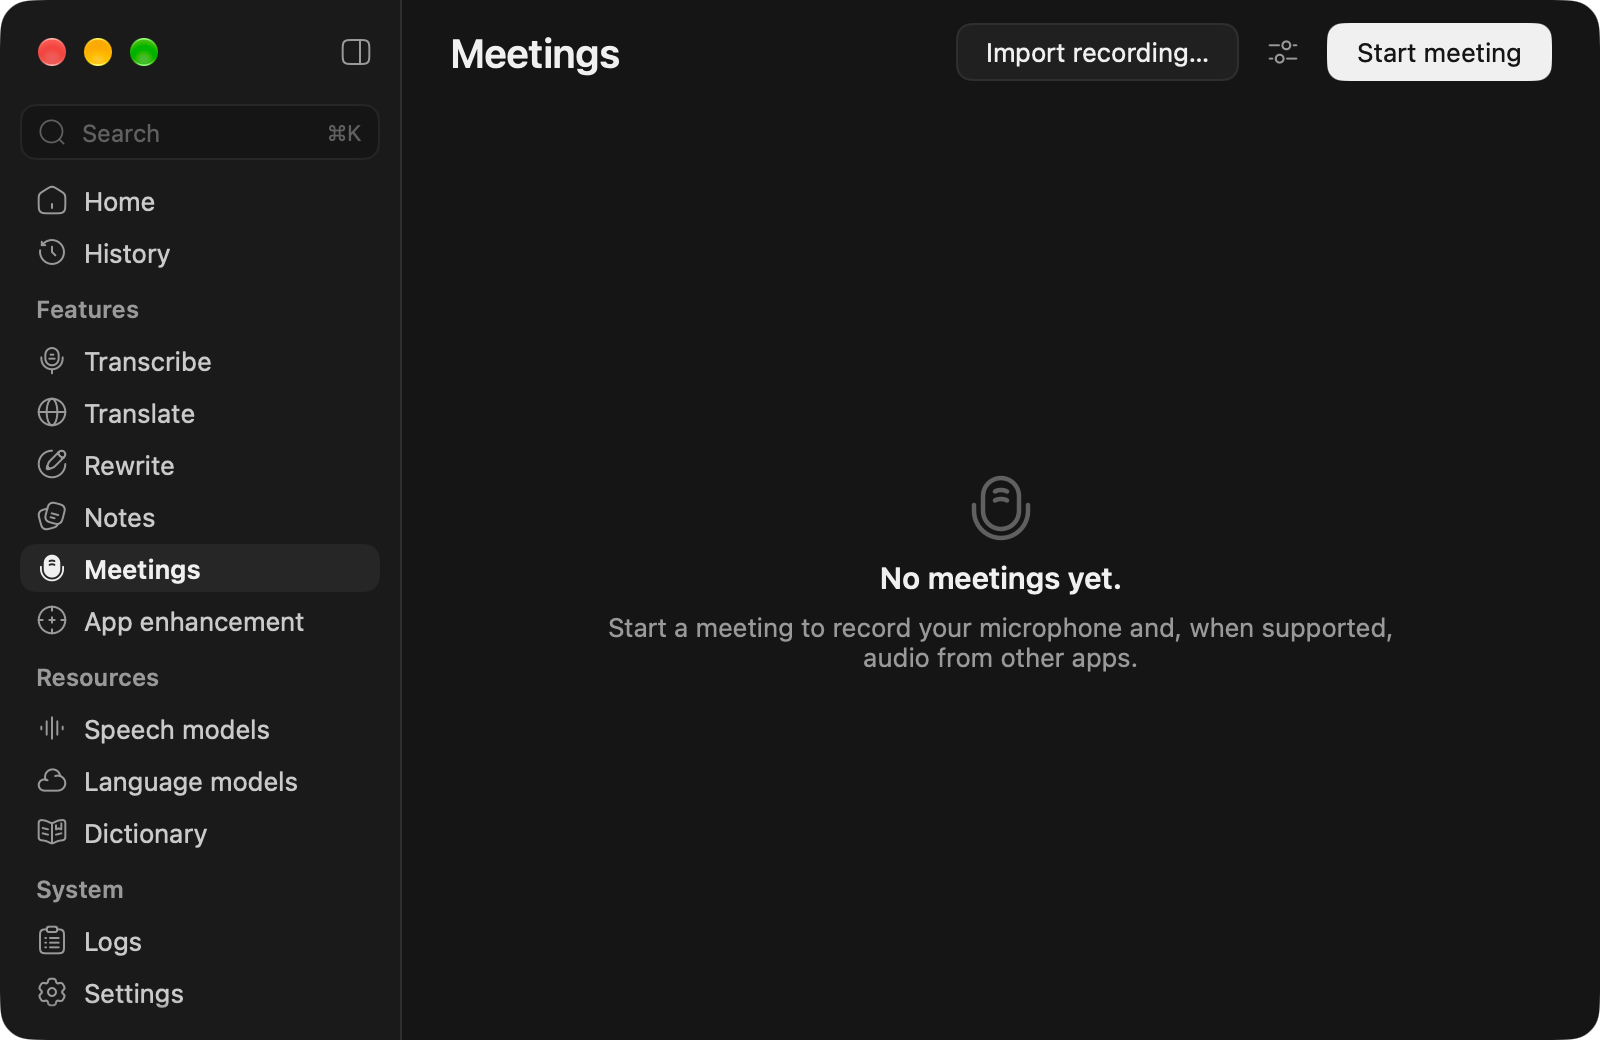 Search
⌘K
Home
History
Features
Transcribe
Translate
Rewrite
Notes
Meetings
App enhancement
Resources
Speech models
Language models
Dictionary
System
Logs
Settings
Meetings
Import recording...
Start meeting
No meetings yet.
Start a meeting to record your microphone and, when supported,
audio from other apps.